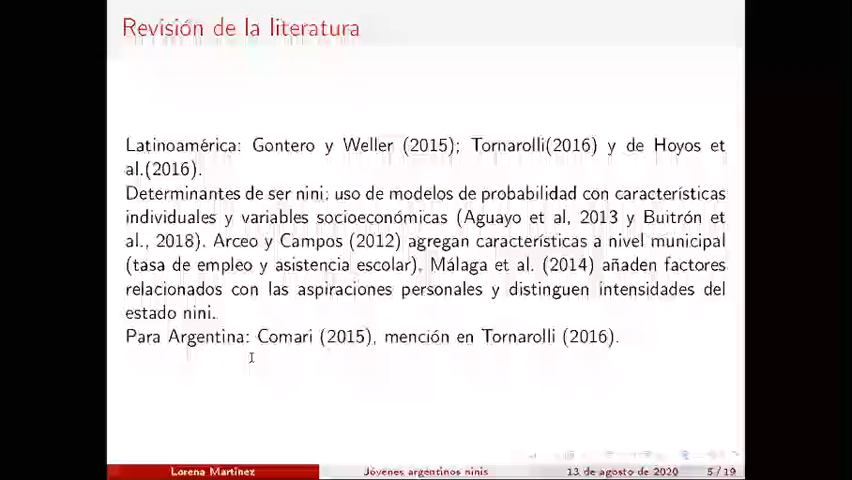 Revisión de la literatura
Latinoamérica: Gontero y Weller (2015); Tornarolli(2016) y de Hoyos et
al.(2016).
Determinantes de ser nini: uso de modelos de probabilidad con características
individuales y variables socioeconómicas (Aguayo et al, 2013 y Buitrón et
al., 2018). Arceo y Campos (2012) agregan características a nivel municipal
(tasa de empleo y asistencia escolar), Málaga et al. (2014) añaden factores
relacionados con las aspiraciones personales y distinguen intensidades del
estado nini.
Para Argentina: Comari (2015), mención en Tornarolli (2016).
Lorena Martínez
Jóvenes argentinos ninis
13 de agosto de 2020
5 / 19